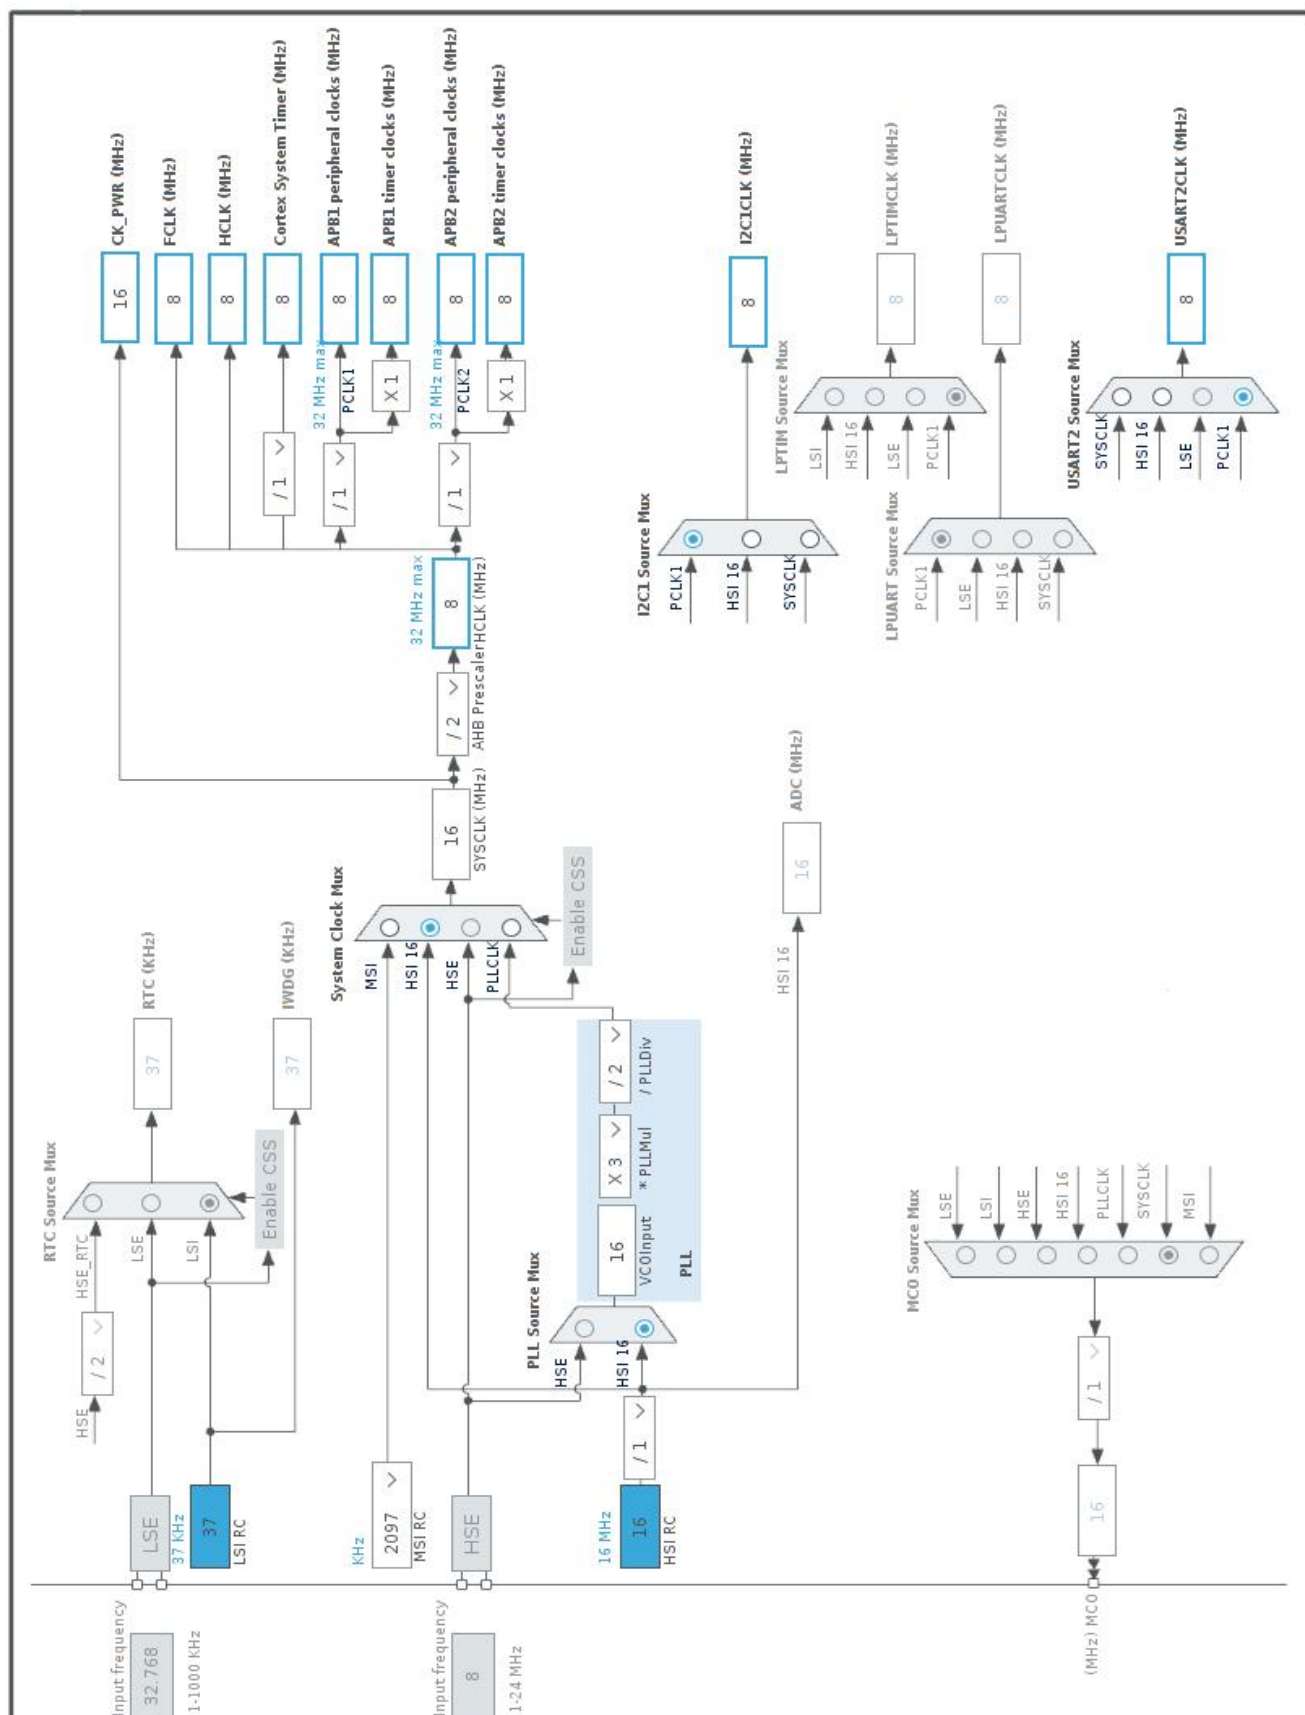 Input frequency
32.768
1-1000 KHz
LSE
37 KHz
37
LSI RC
HSE
/ 2
HSE_RTC
LSE
LSI
RTC Source Mux
Enable CSS
37
RTC (KHz)
37
IWDG (KHz)
KHz
2097
MSI RC
Input frequency
8
1-24 MHz
HSE
16 MHz
16
HSI RC
/ 1
HSE
HSI 16
PLL Source Mux
16
VCOInput
X 3
* PLLMul
/ 2
/ PLLDiv
PLL
System Clock Mux
MSI
HSI 16
HSE
PLLCLK
Enable CSS
16
SYSCLK (MHz)
HSI 16
16
ADC (MHz)
/ 2
AHB Prescaler
32 MHz max
8
HCLK (MHz)
/ 1
/ 1
/ 1
32 MHz max
PCLK1
X 1
32 MHz max
PCLK2
X 1
16
CK_PWR (MHz)
8
FCLK (MHz)
8
HCLK (MHz)
8
Cortex System Timer (MHz)
8
APB1 peripheral clocks (MHz)
8
APB1 timer clocks (MHz)
8
APB2 peripheral clocks (MHz)
8
APB2 timer clocks (MHz)
I2C1 Source Mux
PCLK1
HSI 16
SYSCLK
8
I2C1CLK (MHz)
LPTIM Source Mux
LSI
HSI 16
LSE
PCLK1
8
LPTIMCLK (MHz)
LPUART Source Mux
PCLK1
LSE
HSI 16
SYSCLK
8
LPUARTCLK (MHz)
USART2 Source Mux
SYSCLK
HSI 16
LSE
PCLK1
8
USART2CLK (MHz)
MCO Source Mux
LSE
LSI
HSE
HSI 16
PLLCLK
SYSCLK
MSI
/ 1
16
(MHz) MCO